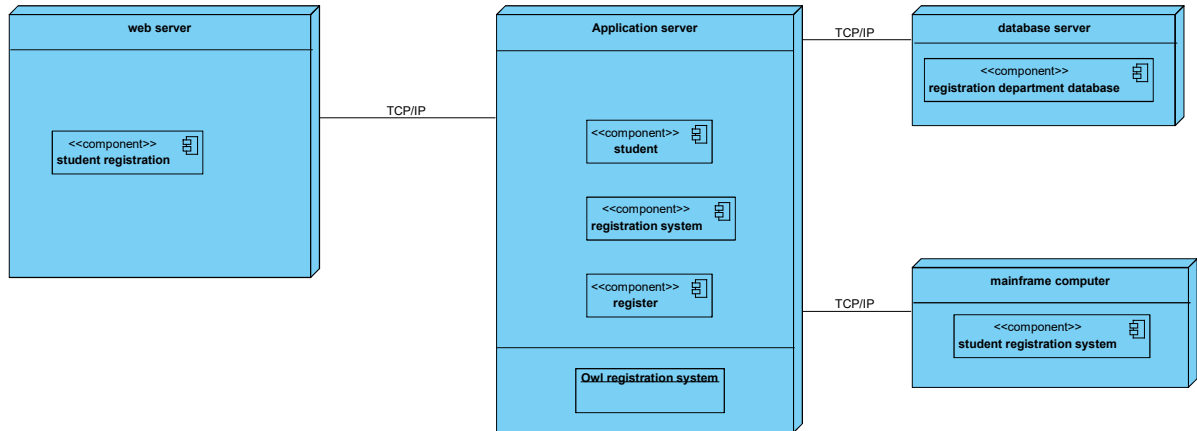 web server
<<component>>
student registration
TCP/IP
Application server
<<component>>
student
<<component>>
registration system
<<component>>
register
Owl registration system
TCP/IP
database server
<<component>>
registration department database
TCP/IP
mainframe computer
<<component>>
student registration system